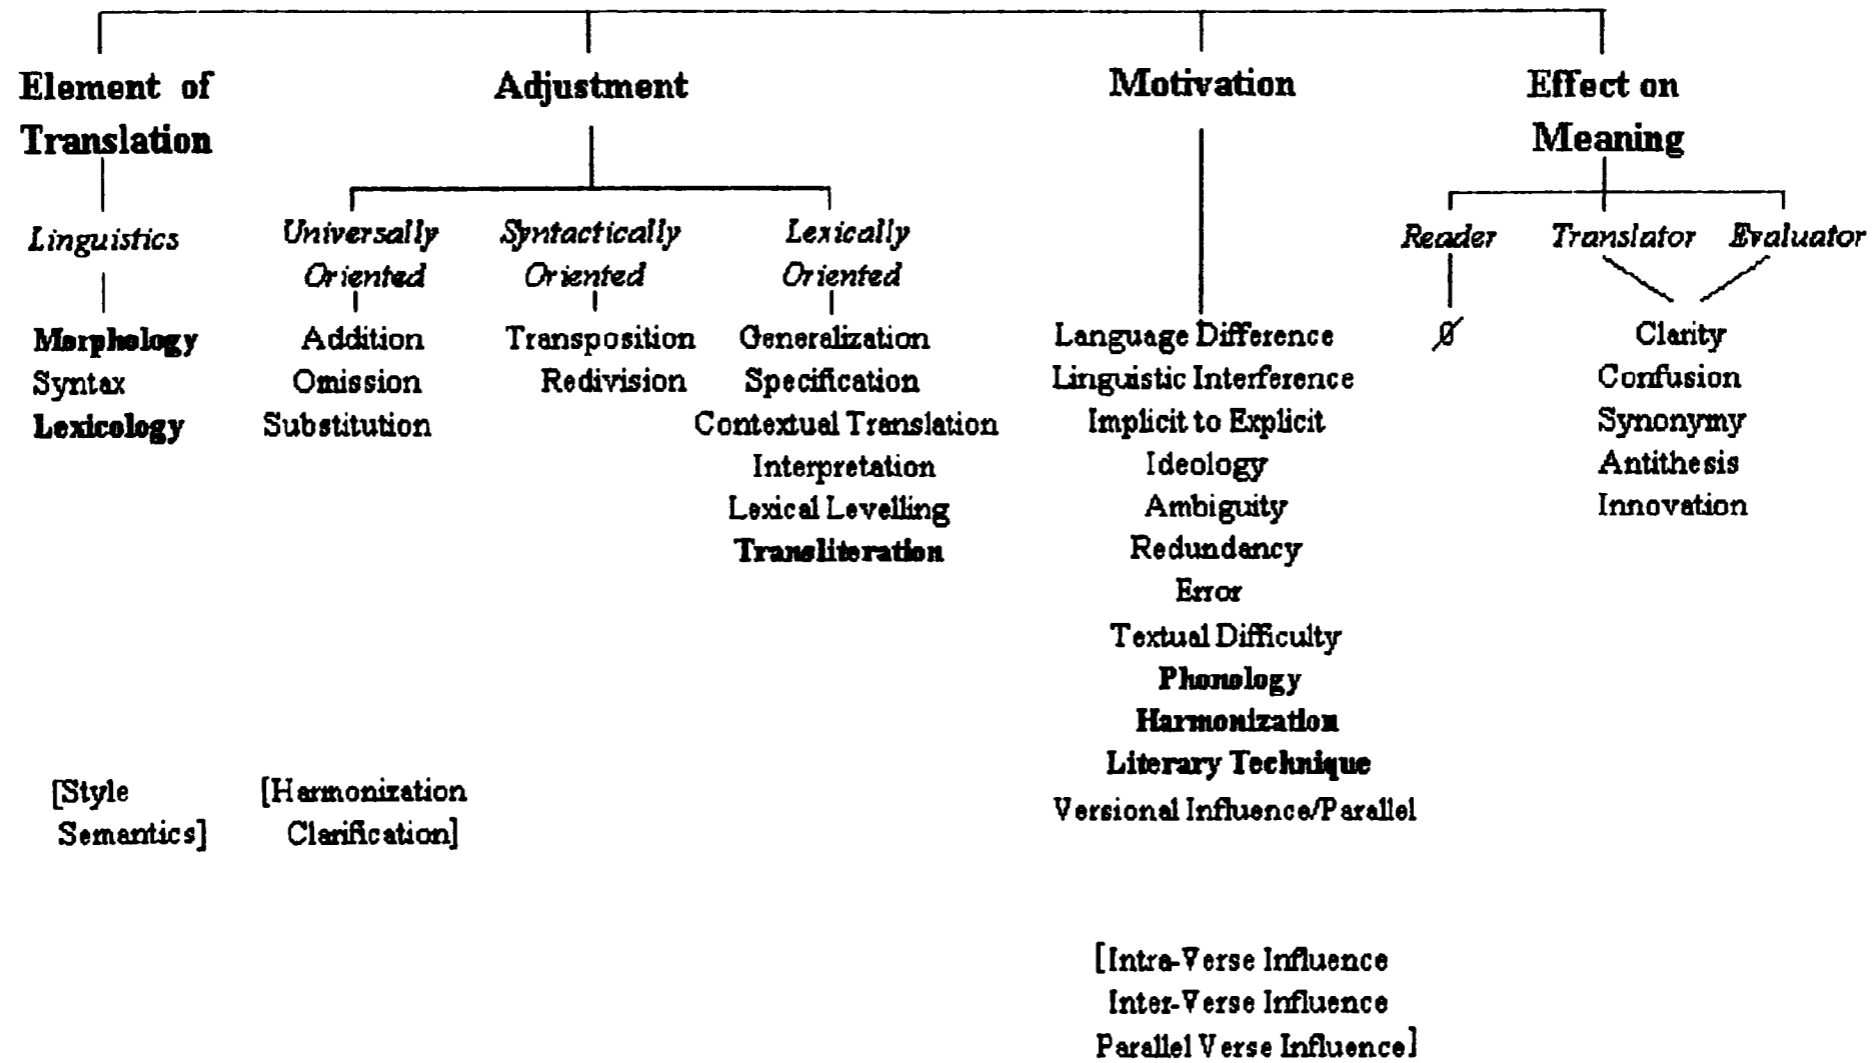 Element of
Translation
Linguistics
Morphology
Syntax
Lexicology
[Style
Semantics]
Adjustment
Universally
Oriented
Addition
Omission
Substitution
[Harmonization
Clarification]
Syntactically
Oriented
Transposition
Redivision
Lexically
Oriented
Generalization
Specification
Contextual Translation
Interpretation
Lexical Levelling
Transliteration
Motivation
Language Difference
Linguistic Interference
Implicit to Explicit
Ideology
Ambiguity
Redundancy
Error
Textual Difficulty
Phonology
Harmonization
Literary Technique
Versional Influence/Parallel
[Intra-Verse Influence
Inter-Verse Influence
Parallel Verse Influence]
Effect on
Meaning
Reader
Ø
Translator
Evaluator
Clarity
Confusion
Synonymy
Antithesis
Innovation